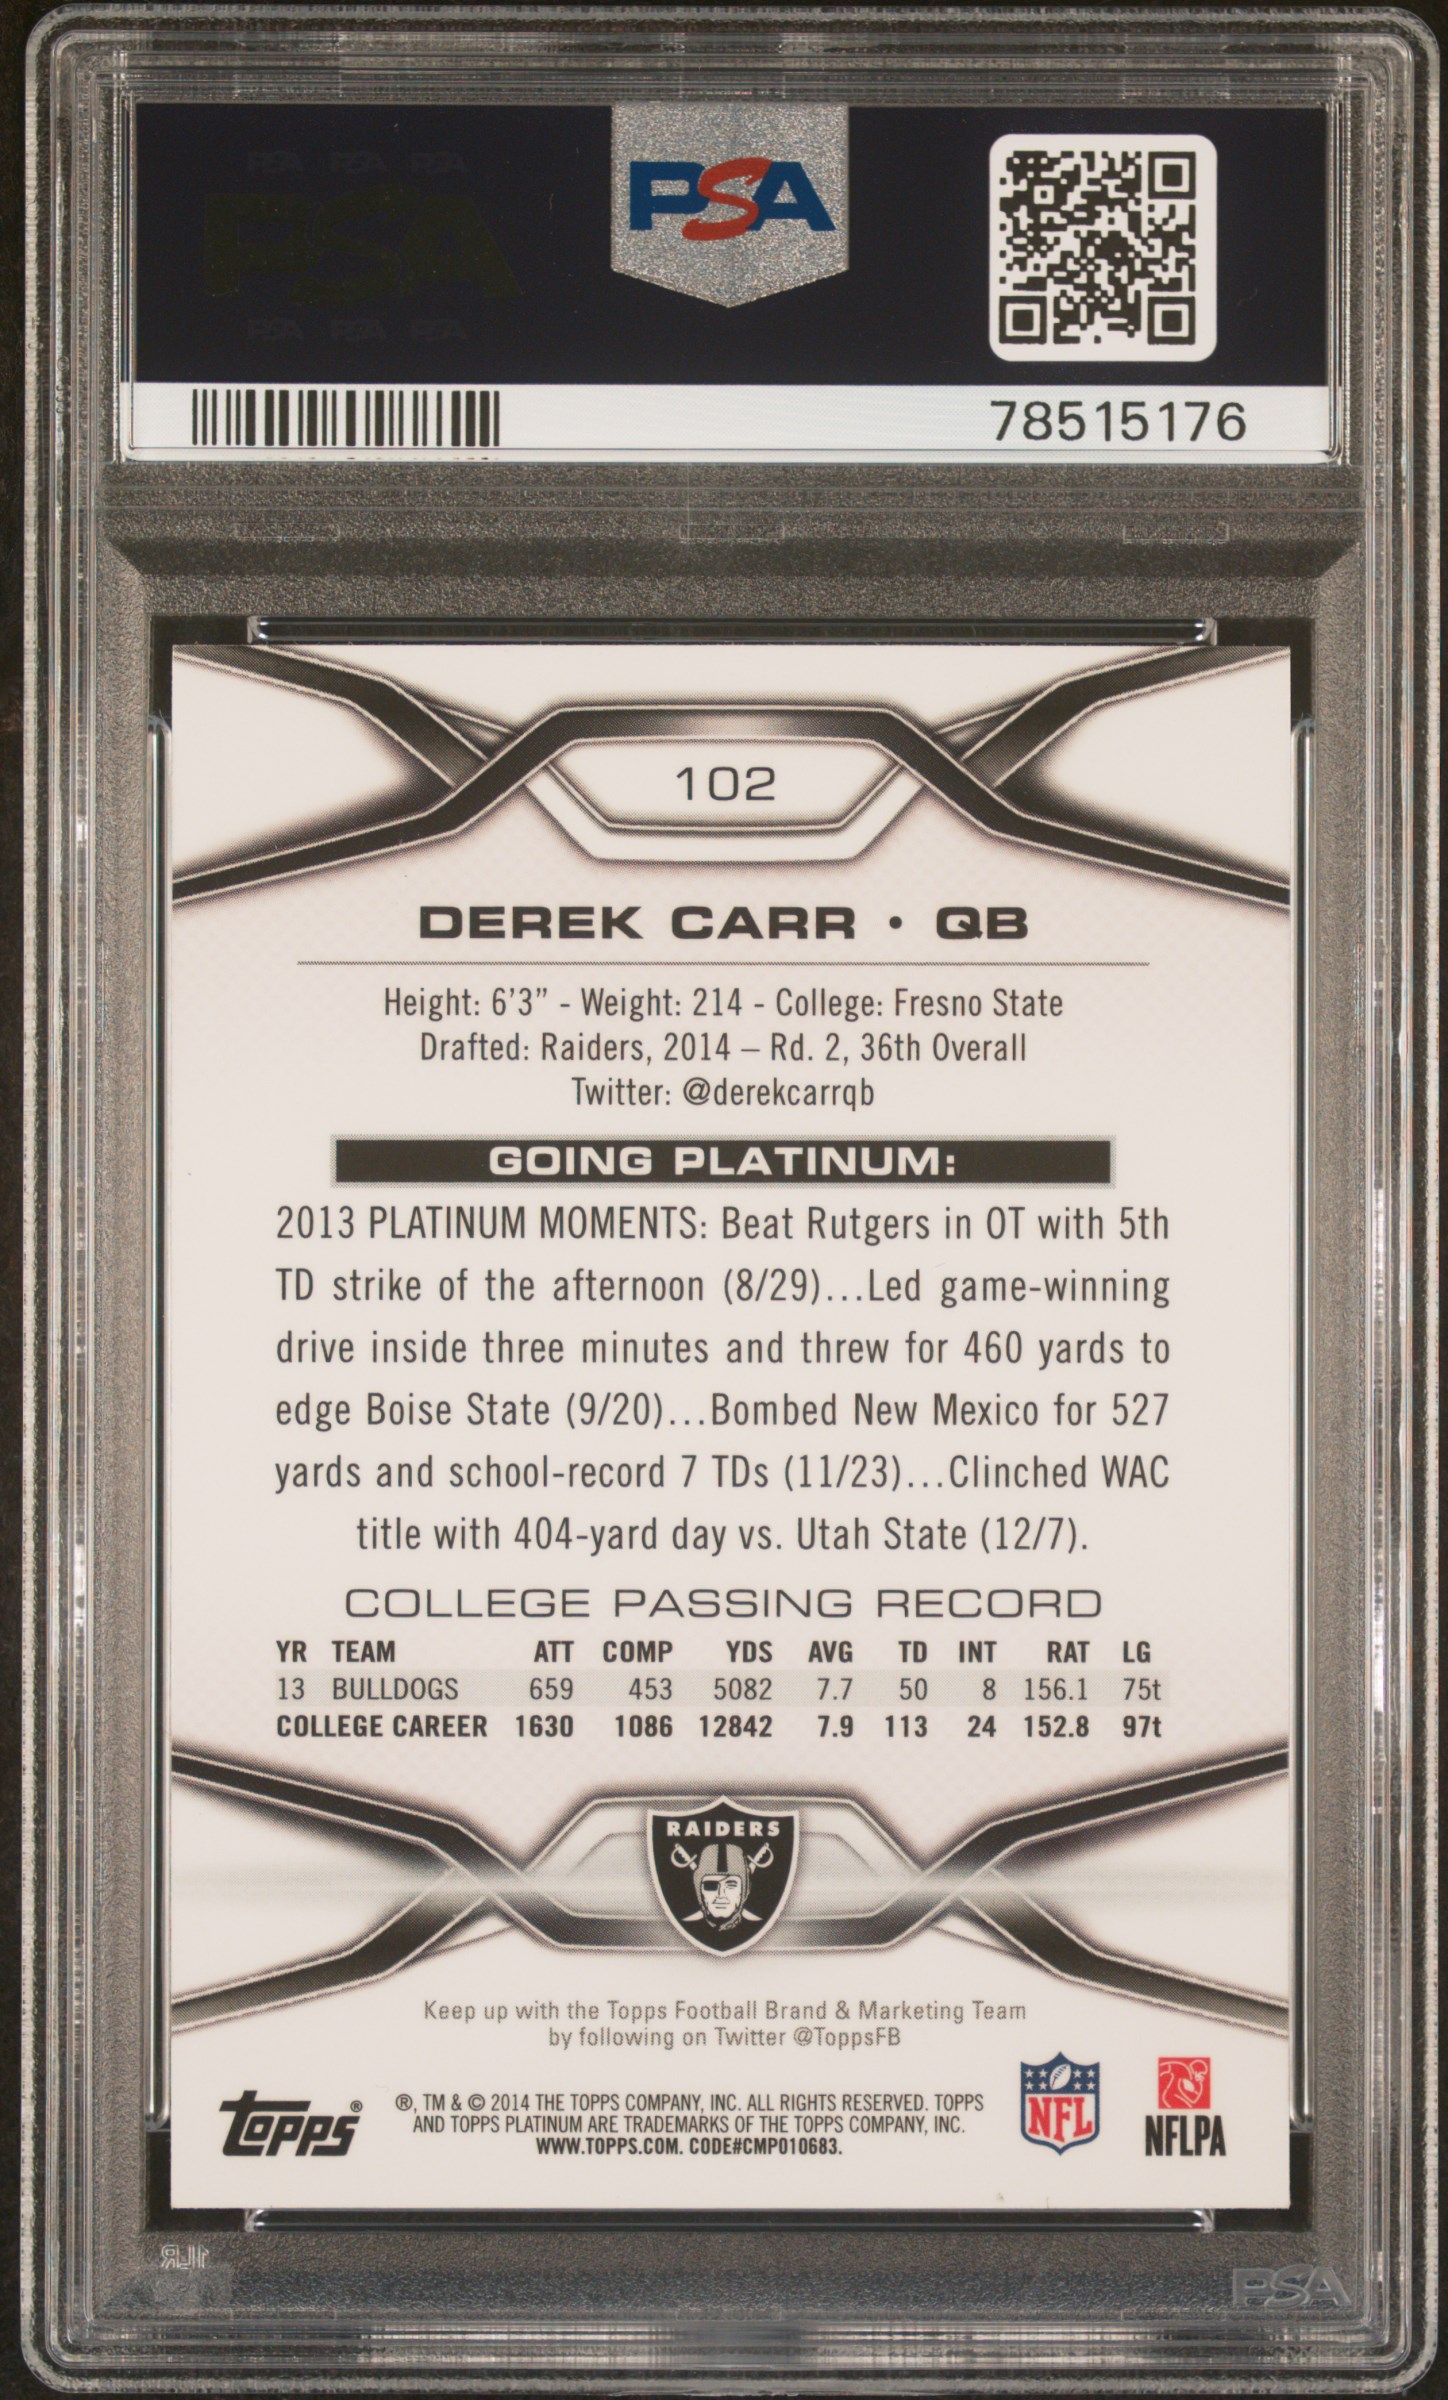 PSA PSA PSA
PSA
PSA PSA PSA
PSA
78515176
102
DEREK CARR • QB
Height: 6'3” - Weight: 214 - College: Fresno State
Drafted: Raiders, 2014 – Rd. 2, 36th Overall
Twitter: @derekcarrqb
GOING PLATINUM:
2013 PLATINUM MOMENTS: Beat Rutgers in OT with 5th
TD strike of the afternoon (8/29)...Led game-winning
drive inside three minutes and threw for 460 yards to
edge Boise State (9/20)...Bombed New Mexico for 527
yards and school-record 7 TDs (11/23)...Clinched WAC
title with 404-yard day vs. Utah State (12/7).
COLLEGE PASSING RECORD
YR TEAM ATT COMP YDS AVG TD INT RAT LG
13 BULLDOGS 659 453 5082 7.7 50 8 156.1 75t
COLLEGE CAREER 1630 1086 12842 7.9 113 24 152.8 97t
RAIDERS
Keep up with the Topps Football Brand & Marketing Team
by following on Twitter @ToppsFB
topps®
®, TM & © 2014 THE TOPPS COMPANY, INC. ALL RIGHTS RESERVED. TOPPS
AND TOPPS PLATINUM ARE TRADEMARKS OF THE TOPPS COMPANY, INC.
WWW.TOPPS.COM. CODE#CMP010683.
NFL
NFLPA
PSA